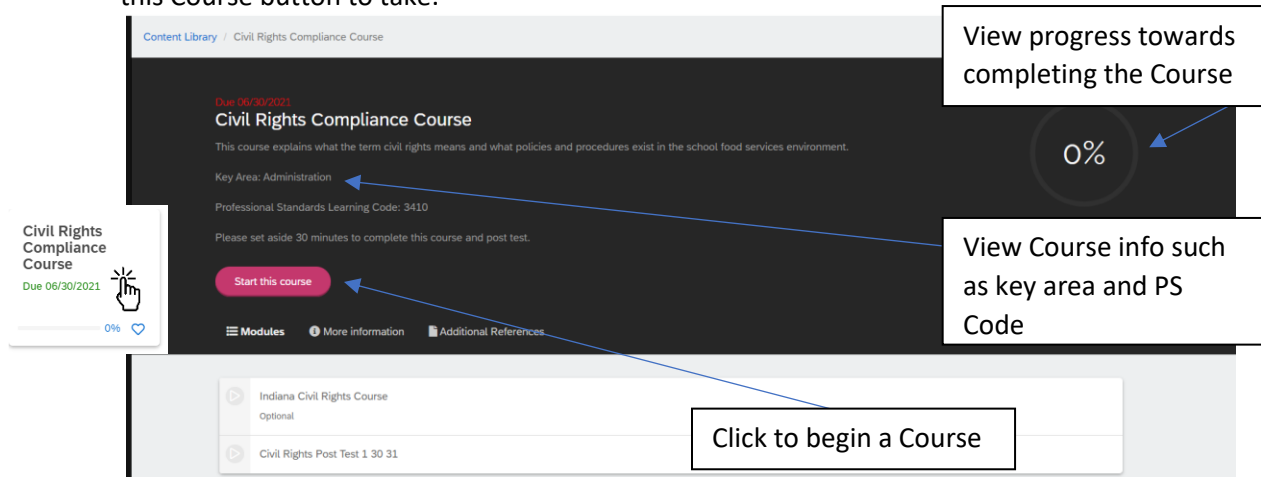 this Course button to take.
Content Library / Civil Rights Compliance Course
View progress towards
completing the Course
Due 06/30/2021
Civil Rights Compliance Course
This course explains what the term civil rights means and what policies and procedures exist in the school food services environment.
0%
Key Area: Administration
Professional Standards Learning Code: 3410
Please set aside 30 minutes to complete this course and post test.
View Course info such
as key area and PS
Code
Civil Rights
Compliance
Course
Due 06/30/2021
0%
Start this course
Modules More information Additional References
Indiana Civil Rights Course
Optional
Click to begin a Course
Civil Rights Post Test 1 30 31